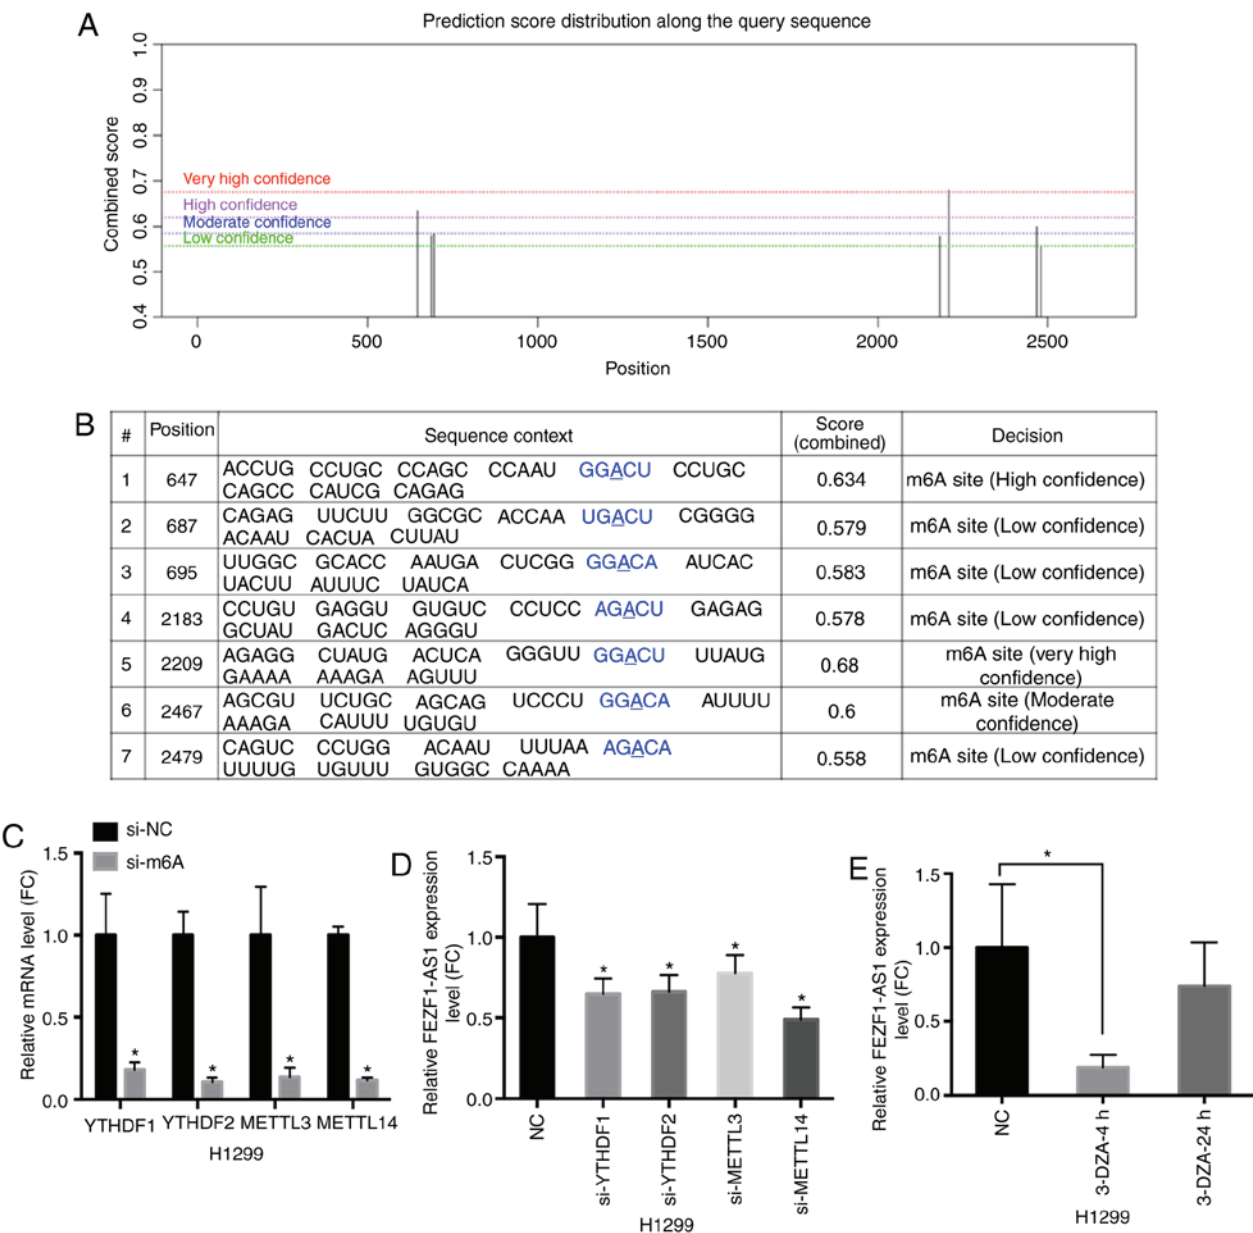 A
Prediction score distribution along the query sequence
Combined score
1.0
0.9
0.8
0.7
0.6
0.5
0.4
Very high confidence
High confidence
Moderate confidence
Low confidence
0 500 1000 1500 2000 2500
Position
B
# Position Sequence context Score (combined) Decision
1 647 ACCUG CCUGC CCAGC CCAAU GGACU CCUGC
CAGCC CAUCG CAGAG 0.634 m6A site (High confidence)
2 687 CAGAG UUCUU GGCGC ACCAA UGACU CGGGG
ACAAU CACUA CUUAU 0.579 m6A site (Low confidence)
3 695 UUGGC GCACC AAUGA CUCGG GGACA AUCAC
UACUU AUUUC UAUCA 0.583 m6A site (Low confidence)
4 2183 CCUGU GAGGU GUGUC CCUCC AGACU GAGAG
GCUAU GACUC AGGGU 0.578 m6A site (Low confidence)
5 2209 AGAGG CUAUG ACUCA GGGUU GGACU UUAUG
GAAAA AAAGA AGUUU 0.68 m6A site (very high confidence)
6 2467 AGCGU UCUGC AGCAG UCCCU GGACA AUUUU
AAAGA CAUUU UGUGU 0.6 m6A site (Moderate confidence)
7 2479 CAGUC CCUGG ACAAU UUUAA AGACA
UUUUG UGUUU GUGGC CAAAA 0.558 m6A site (Low confidence)
C
si-NC
si-m6A
Relative mRNA level (FC)
1.5
1.0
0.5
0.0
* * * *
YTHDF1 YTHDF2 METTL3 METTL14
H1299
D
Relative FEZF1-AS1 expression
level (FC)
1.5
1.0
0.5
0.0
* * * *
NC
si-YTHDF1
si-YTHDF2
si-METTL3
si-METTL14
H1299
E
Relative FEZF1-AS1 expression
level (FC)
1.5
1.0
0.5
0.0
*
NC
3-DZA-4 h
3-DZA-24 h
H1299